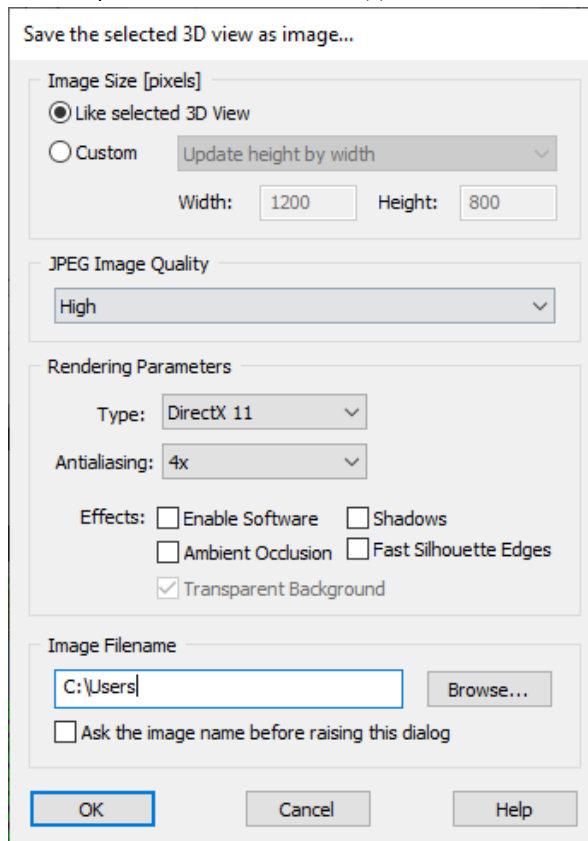 Save the selected 3D view as image...
Image Size [pixels]
Like selected 3D View
Custom
Update height by width
Width: 1200 Height: 800
JPEG Image Quality
High
Rendering Parameters
Type: DirectX 11
Antialiasing: 4x
Effects: Enable Software Shadows
Ambient Occlusion Fast Silhouette Edges
Transparent Background
Image Filename
C:\Users
Browse...
Ask the image name before raising this dialog
OK Cancel Help